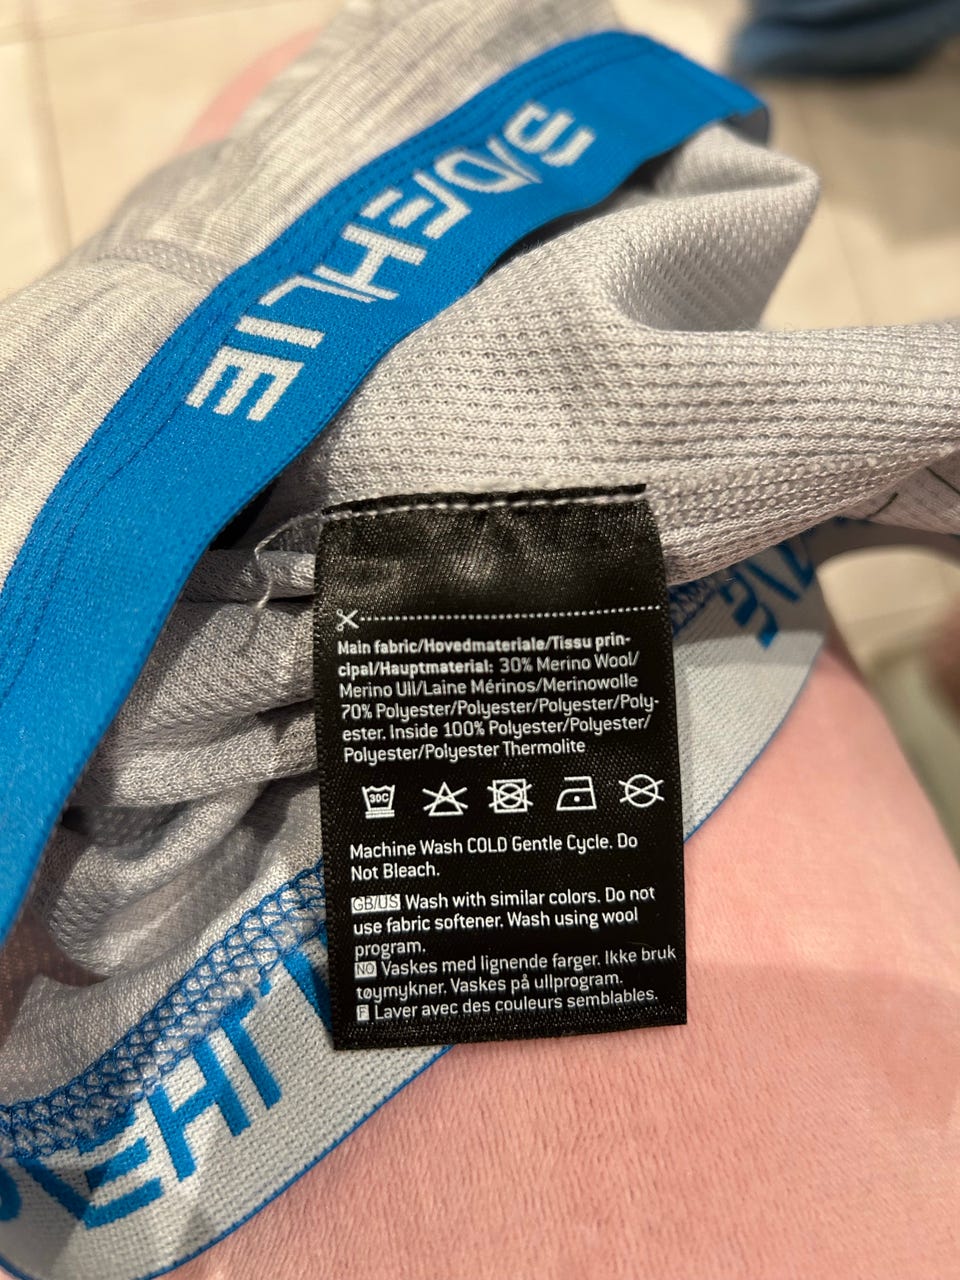 BJDÆHLIE
Main fabric/Hovedmateriale/Tissu prin-
cipal/Hauptmaterial: 30% Merino Wool/
Merino Ull/Laine Mérinos/Merinowolle
70% Polyester/Polyester/Polyester/Poly-
ester. Inside 100% Polyester/Polyester/
Polyester/Polyester Thermolite
30C
Machine Wash COLD Gentle Cycle. Do
Not Bleach.
GB/US Wash with similar colors. Do not
use fabric softener. Wash using wool
program.
NO Vaskes med lignende farger. Ikke bruk
tøymykner. Vaskes på ullprogram.
F Laver avec des couleurs semblables.